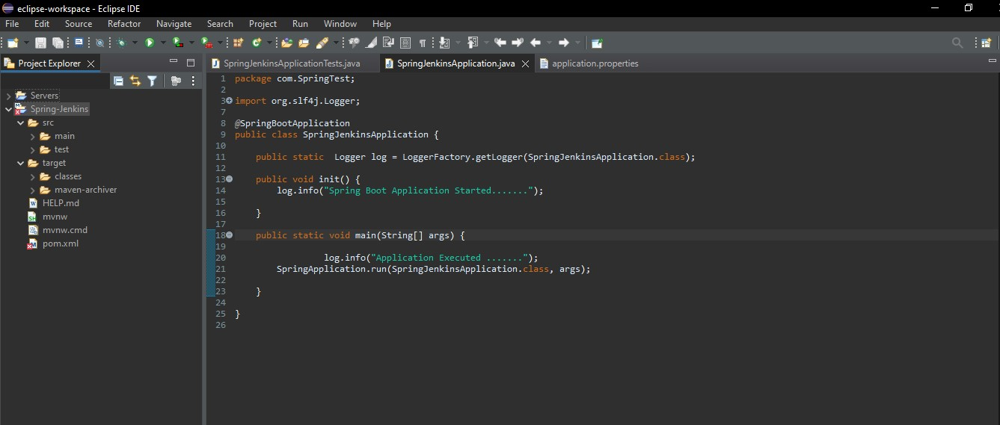 eclipse-workspace - Eclipse IDE
File Edit Source Refactor Navigate Search Project Run Window Help
Project Explorer
Servers
Spring-Jenkins
src
main
test
target
classes
maven-archiver
HELP.md
mvnw
mvnw.cmd
pom.xml
SpringJenkinsApplicationTests.java SpringJenkinsApplication.java application.properties
1 package com.SpringTest;
2
3 import org.slf4j.Logger;
7
8 @SpringBootApplication
9 public class SpringJenkinsApplication {
10
11 public static  Logger log = LoggerFactory.getLogger(SpringJenkinsApplication.class);
12
13 public void init() {
14 log.info("Spring Boot Application Started.......");
15
16 }
17
18 public static void main(String[] args) {
19
20 log.info("Application Executed .......");
21 SpringApplication.run(SpringJenkinsApplication.class, args);
22
23 }
24
25 }
26